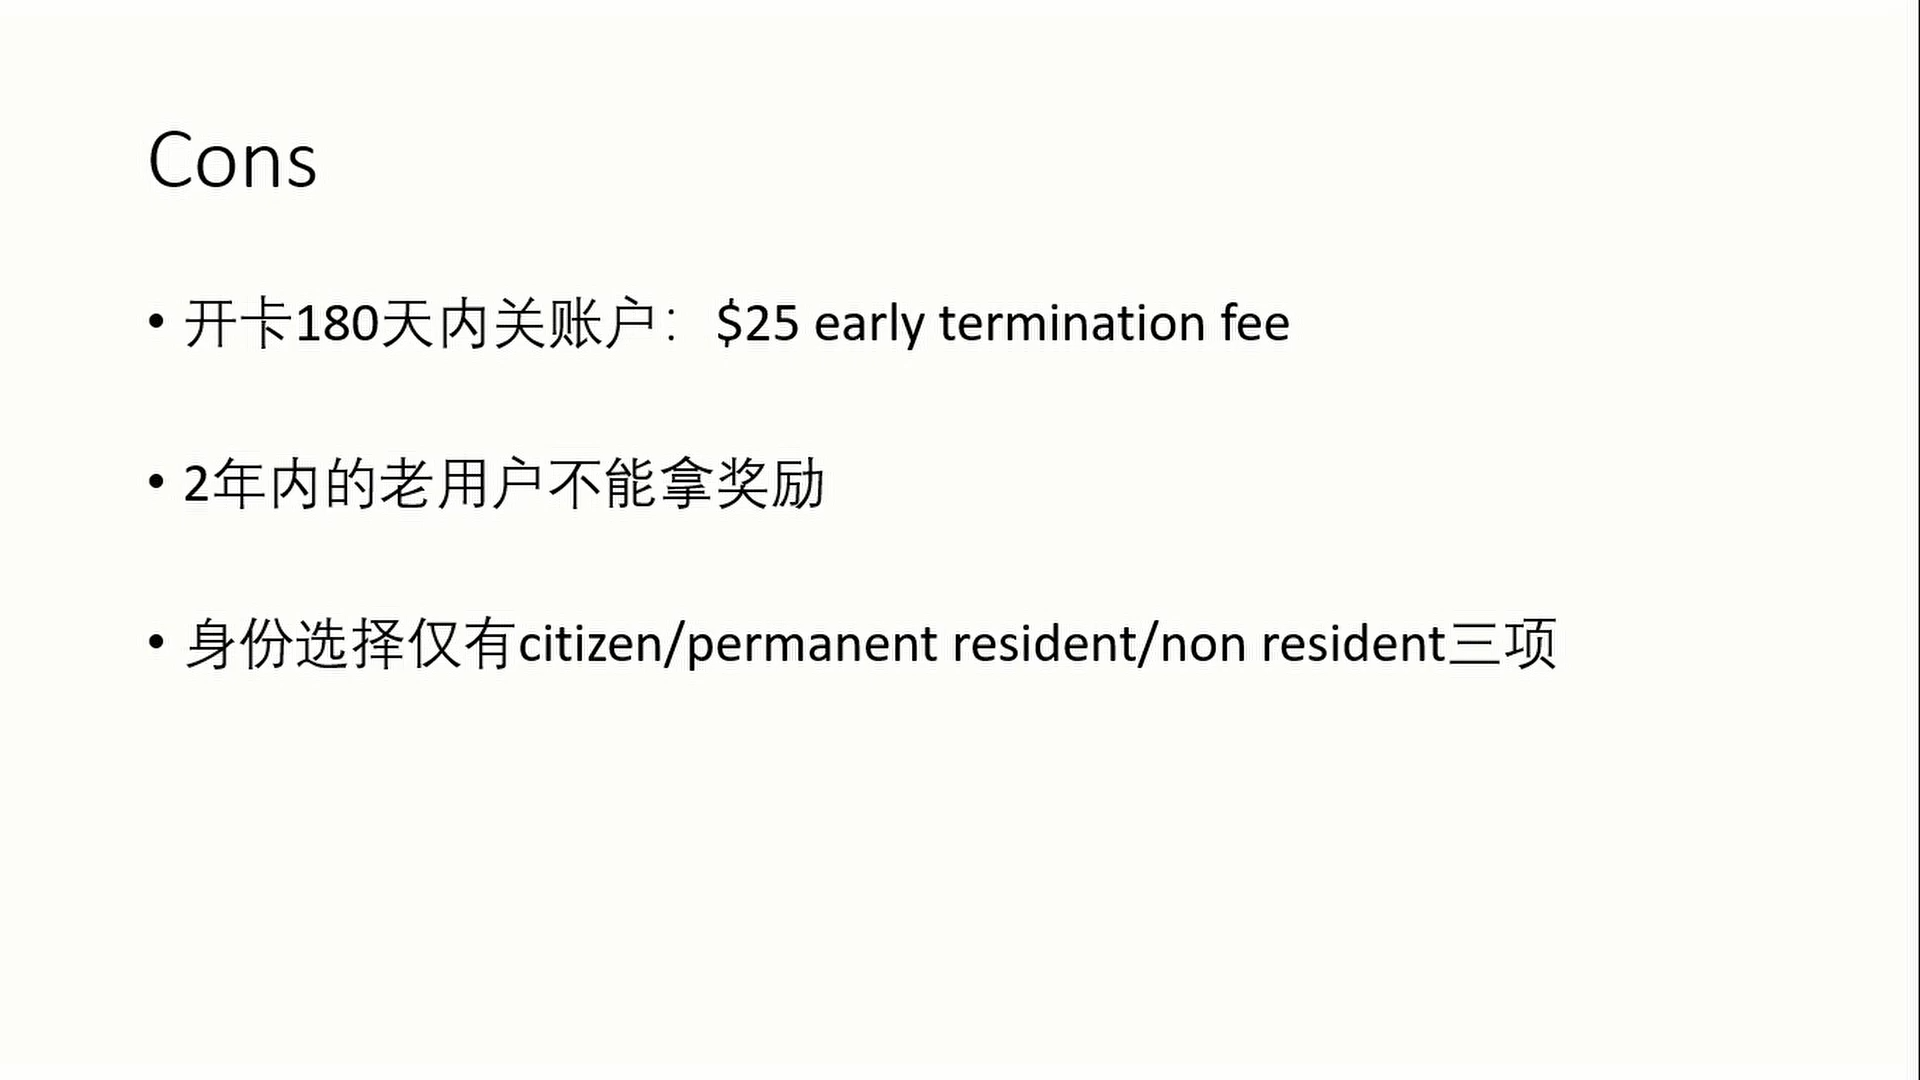 Cons
• 开卡180天内关账户：$25 early termination fee
• 2年内的老用户不能拿奖励
• 身份选择仅有citizen/permanent resident/non resident三项